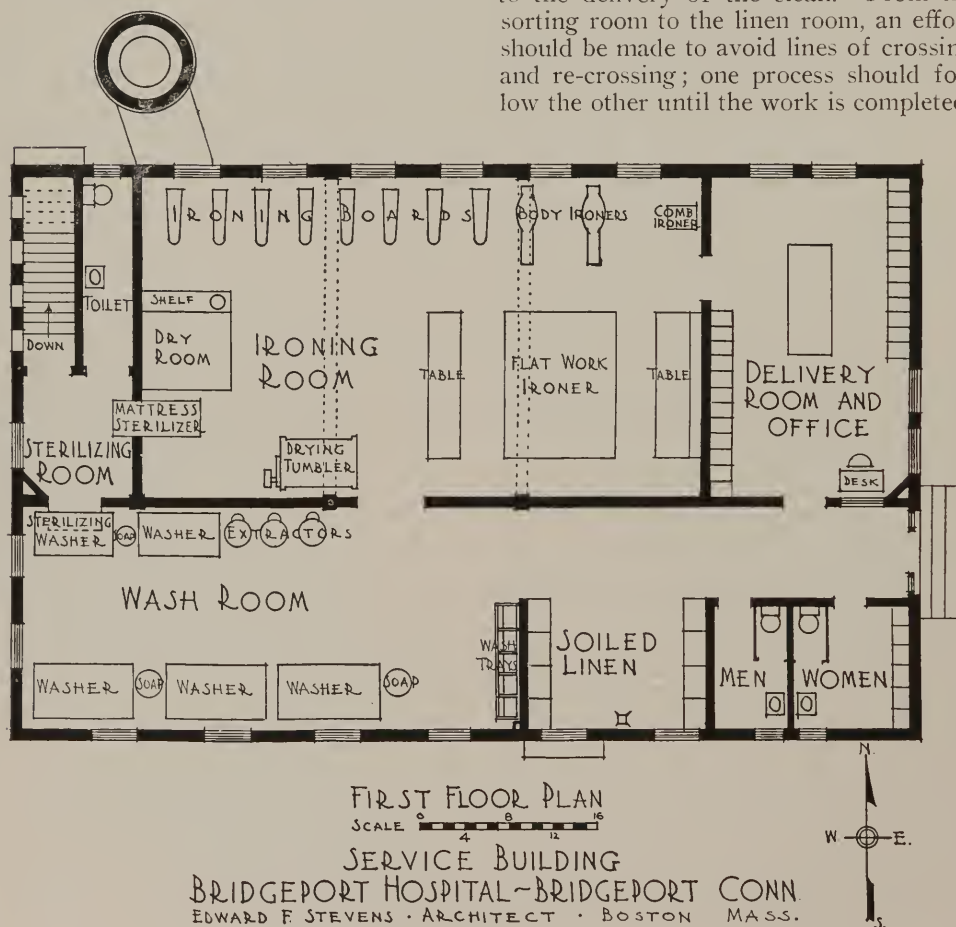 sorting room to the linen room, an effo
should be made to avoid lines of crossin
and re-crossing; one process should fo
low the other until the work is complete
IRONING BOARDS
BODY IRONERS
COMB
IRONER
TOILET
SHELF
DRY
ROOM
DOWN
IRONING
ROOM
TABLE
FLAT WORK
IRONER
TABLE
DELIVERY
ROOM AND
OFFICE
MATTRESS
STERILIZER
STERILIZING
ROOM
DRYING
TUMBLER
DESK
STERILIZING
WASHER
SOAP
WASHER
EXTRACTORS
WASH ROOM
WASH
TRAYS
SOILED
LINEN
MEN
WOMEN
WASHER
SOAP
WASHER
WASHER
SOAP
FIRST FLOOR PLAN
SCALE 0 4 8 12 16
SERVICE BUILDING
BRIDGEPORT HOSPITAL~BRIDGEPORT CONN.
EDWARD F. STEVENS · ARCHITECT · BOSTON MASS.
N.
W. E.
S.